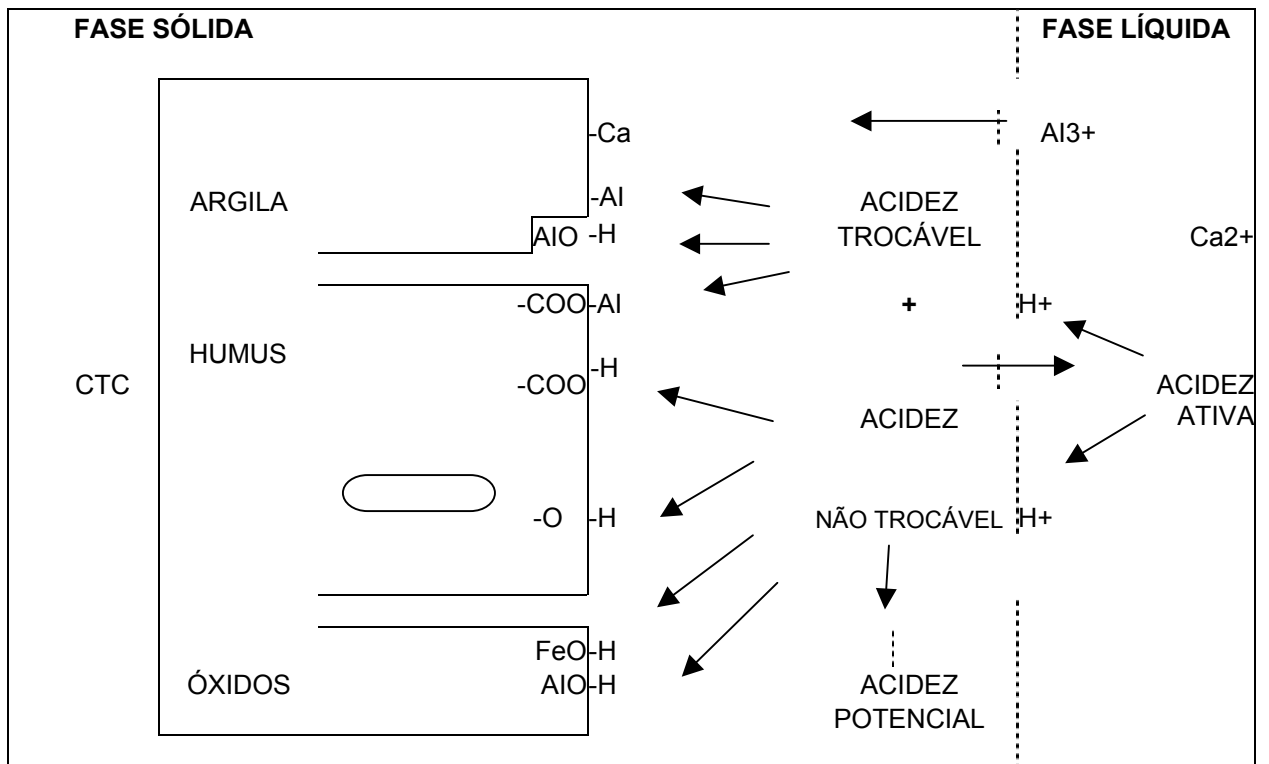 FASE SÓLIDA FASE LÍQUIDA
-Ca Al3+
ARGILA -Al ACIDEZ
AlO -H TROCÁVEL Ca2+
-COO-Al + H+
HUMUS -H
CTC -COO ACIDEZ
ACIDEZ ATIVA
-O -H NÃO TROCÁVEL H+
FeO-H
ÓXIDOS AlO-H ACIDEZ
POTENCIAL